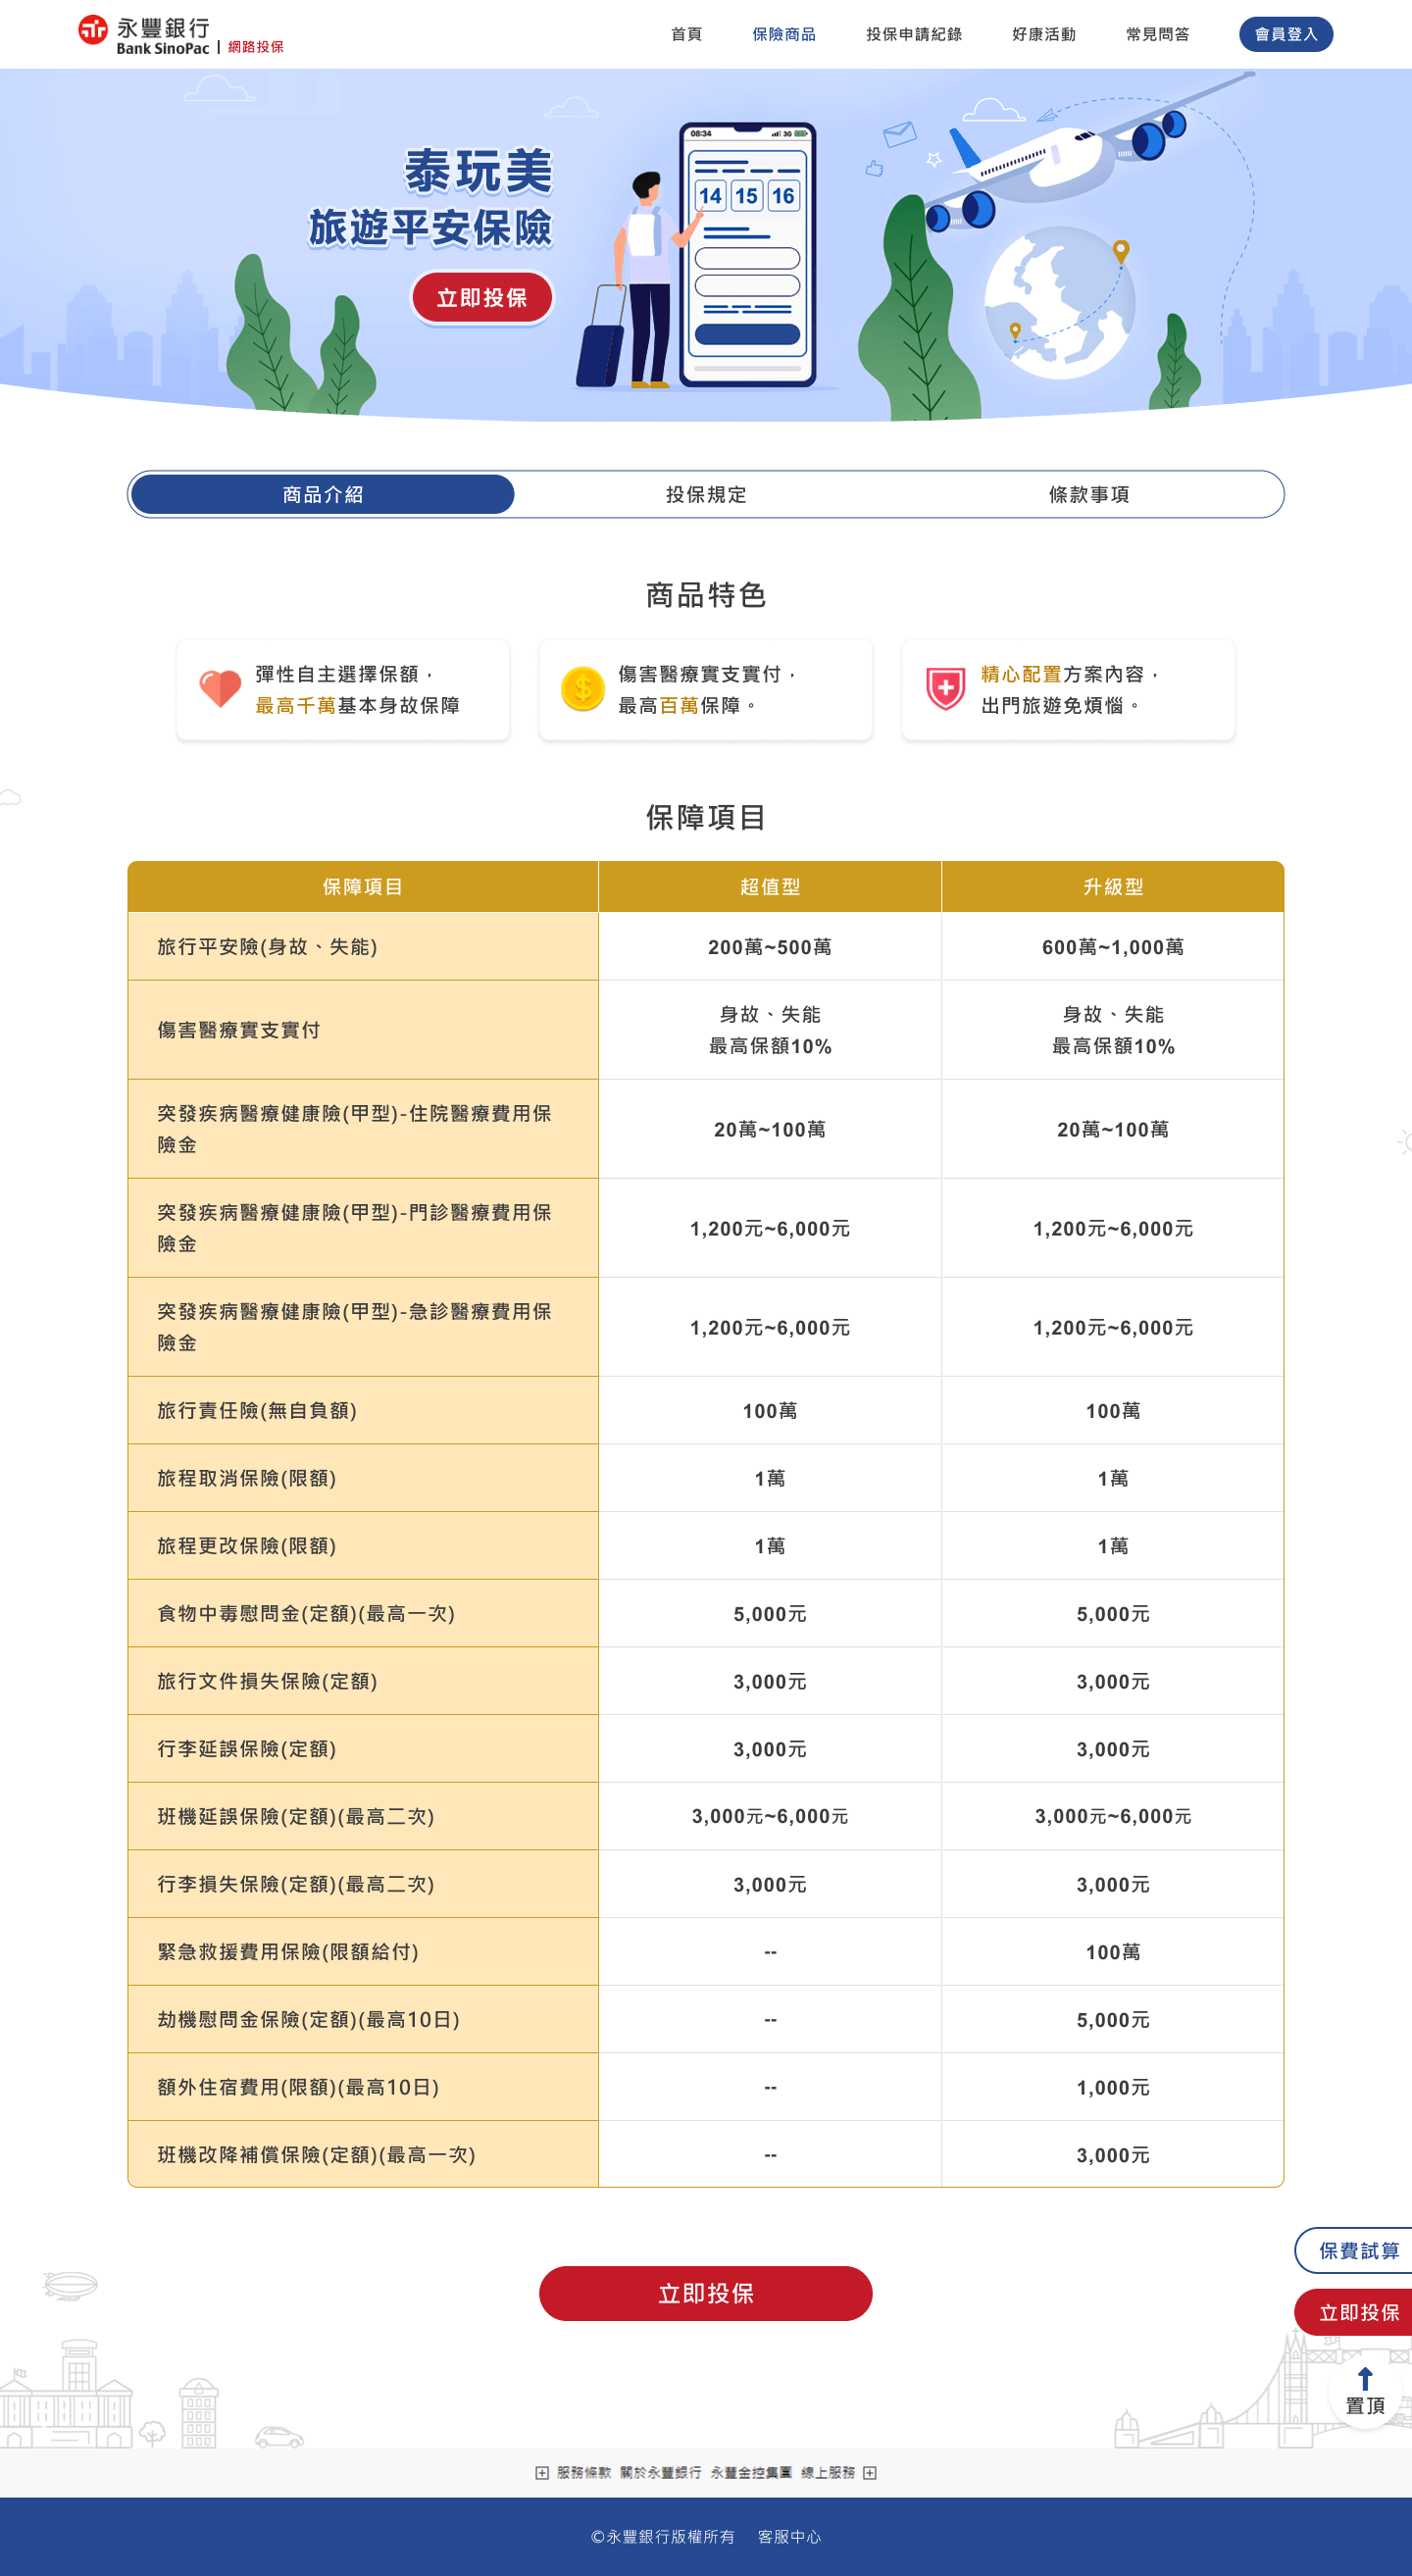 永豐銀行
Bank SinoPac | 網路投保
首頁 保險商品 投保申請紀錄 好康活動 常見問答 會員登入
泰玩美
旅遊平安保險
立即投保
08:34 3G
14 15 16
商品介紹 投保規定 條款事項
商品特色
彈性自主選擇保額，
最高千萬基本身故保障
傷害醫療實支實付，
最高百萬保障。
精心配置方案內容，
出門旅遊免煩惱。
保障項目
保障項目 超值型 升級型
旅行平安險(身故、失能) 200萬~500萬 600萬~1,000萬
傷害醫療實支實付 身故、失能 身故、失能
最高保額10% 最高保額10%
突發疾病醫療健康險(甲型)-住院醫療費用保
險金 20萬~100萬 20萬~100萬
突發疾病醫療健康險(甲型)-門診醫療費用保
險金 1,200元~6,000元 1,200元~6,000元
突發疾病醫療健康險(甲型)-急診醫療費用保
險金 1,200元~6,000元 1,200元~6,000元
旅行責任險(無自負額) 100萬 100萬
旅程取消保險(限額) 1萬 1萬
旅程更改保險(限額) 1萬 1萬
食物中毒慰問金(定額)(最高一次) 5,000元 5,000元
旅行文件損失保險(定額) 3,000元 3,000元
行李延誤保險(定額) 3,000元 3,000元
班機延誤保險(定額)(最高二次) 3,000元~6,000元 3,000元~6,000元
行李損失保險(定額)(最高二次) 3,000元 3,000元
緊急救援費用保險(限額給付) -- 100萬
劫機慰問金保險(定額)(最高10日) -- 5,000元
額外住宿費用(限額)(最高10日) -- 1,000元
班機改降補償保險(定額)(最高一次) -- 3,000元
保費試算
立即投保
立即投保
置頂
服務條款 關於永豐銀行 永豐金控集團 線上服務
©永豐銀行版權所有 客服中心